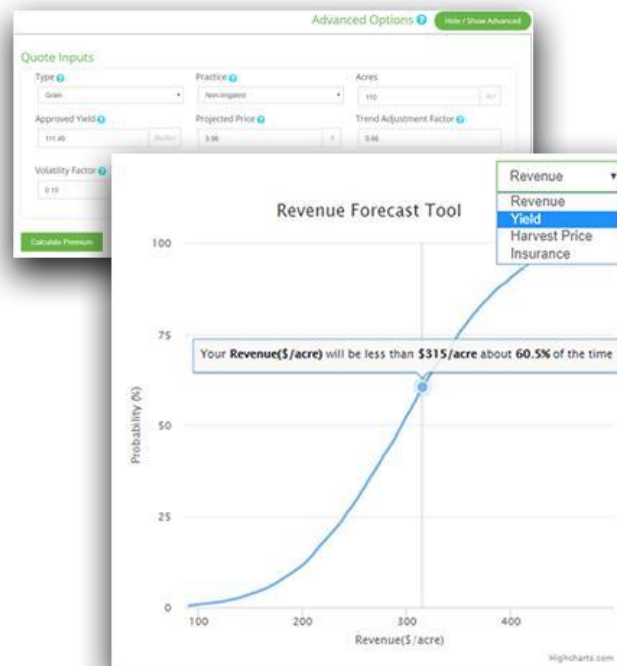 Advanced Options ?
Hide / Show Advanced
Quote Inputs
Type ?
Practice ?
Acres
Grain
Non-Irrigated
110
Approved Yield ?
Projected Price ?
Trend Adjustment Factor ?
111.40
3.96
$
0.66
Volatility Factor ?
0.15
Calculate Premium
Revenue
Revenue
Yield
Harvest Price
Insurance
Revenue Forecast Tool
100
75
Your Revenue($/acre) will be less than $315/acre about 60.5% of the time
50
25
0
Probability (%)
100
200
300
400
Revenue($/acre)
Highcharts.com